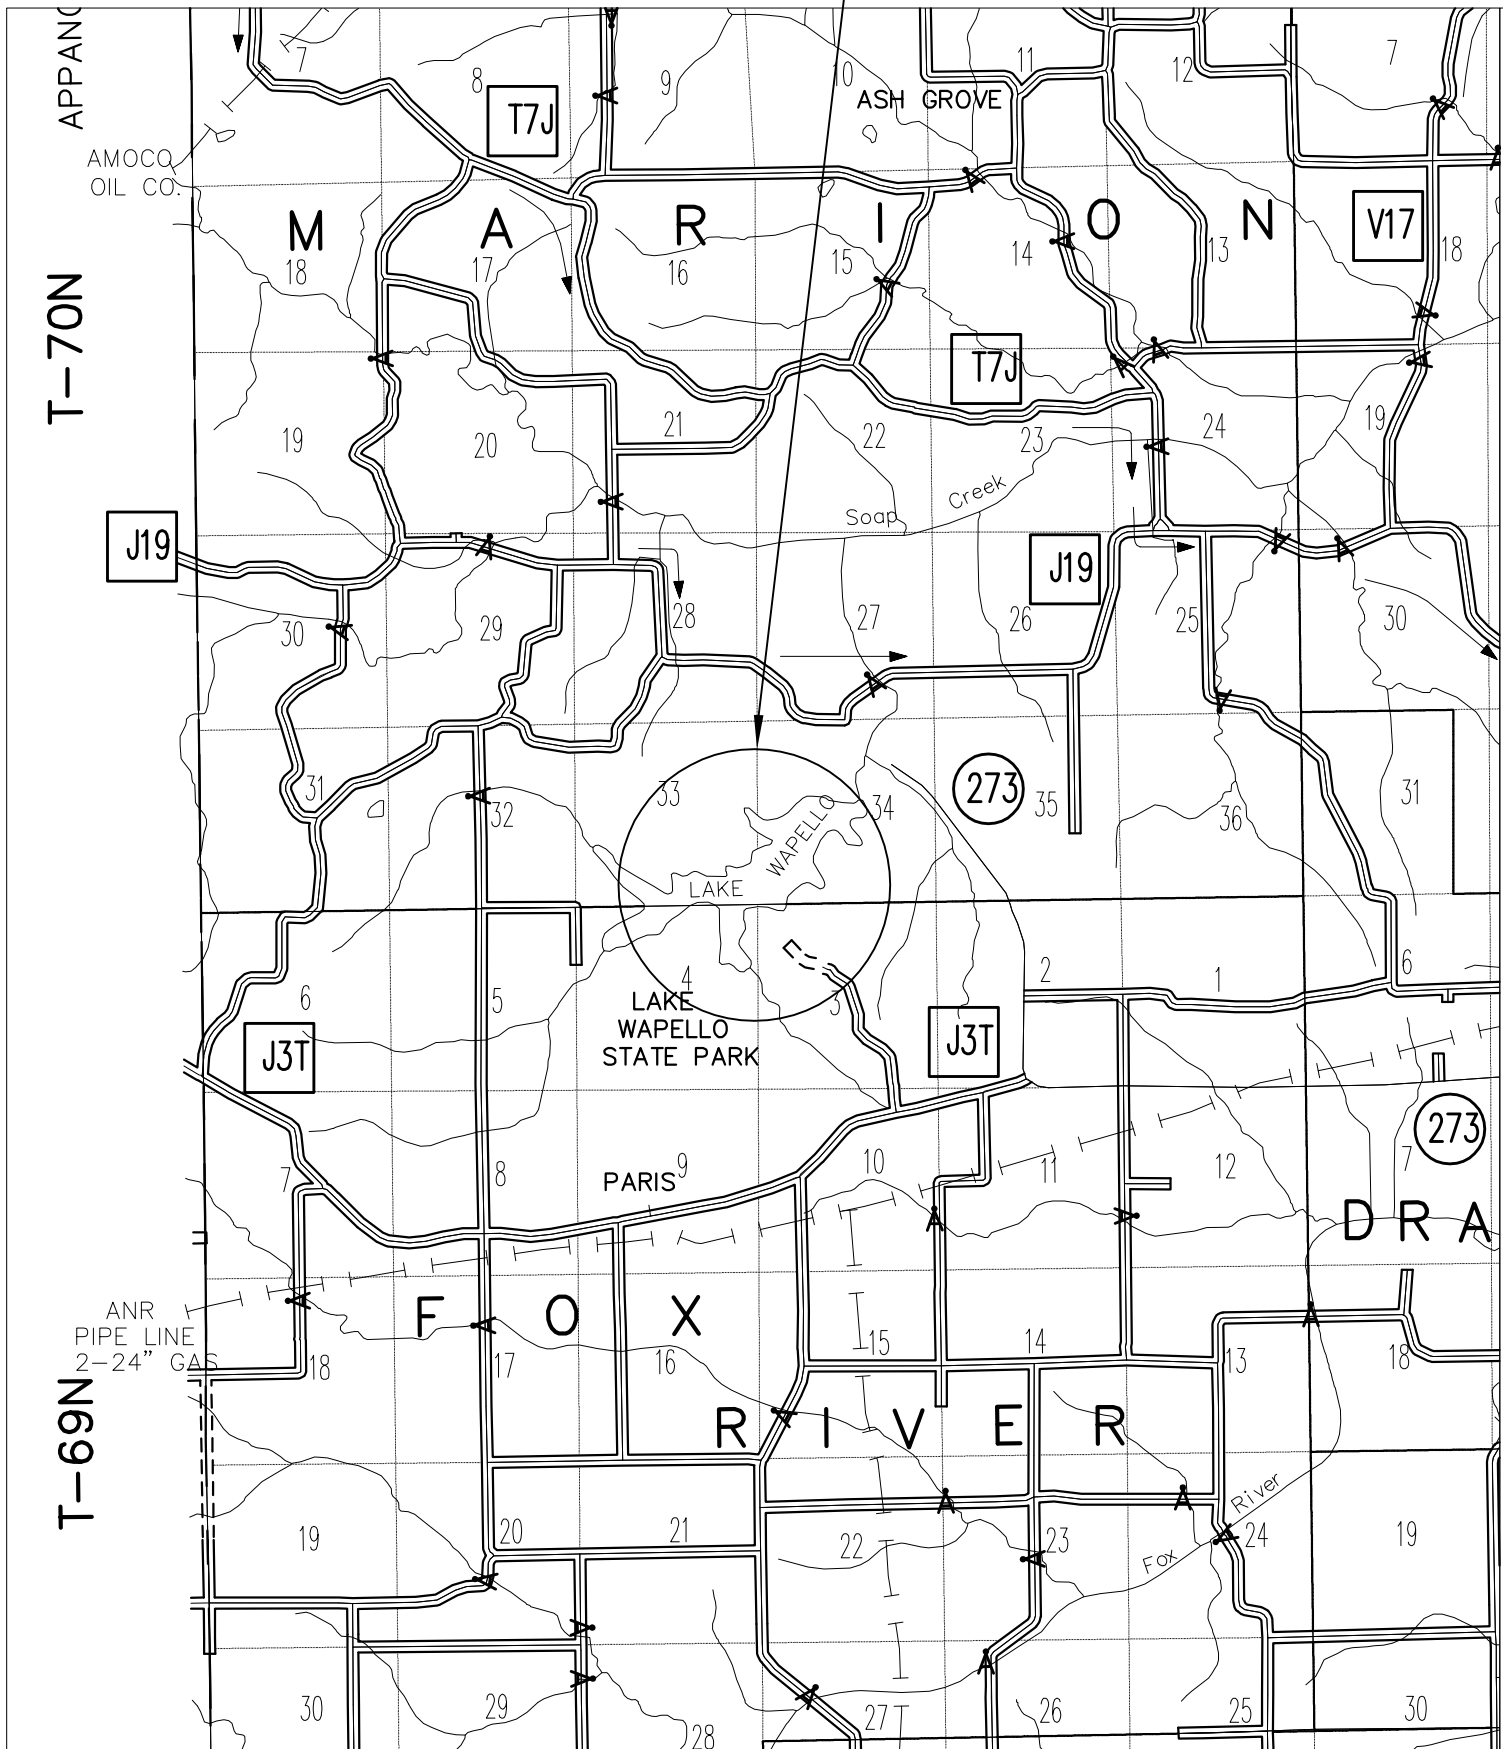 APPANO
7
8
9
10
11
12
7
T7J
ASH GROVE
AMOCO
OIL CO.
M A R I O N
V17
18
17
16
15
14
13
18
T-70N
T7J
19
20
21
22
23
24
19
Soap Creek
J19
J19
30
29
28
27
26
25
30
31
32
33
34
273
35
36
31
LAKE WAPELLO
6
5
4
3
2
1
6
LAKE
WAPELLO
STATE PARK
J3T
J3T
273
7
8
PARIS
9
10
11
12
7
DRA
ANR
PIPE LINE
2-24" GAS
F O X
18
17
16
15
14
13
18
T-69N
R I V E R
River
Fox
19
20
21
22
23
24
19
30
29
28
27
26
25
30